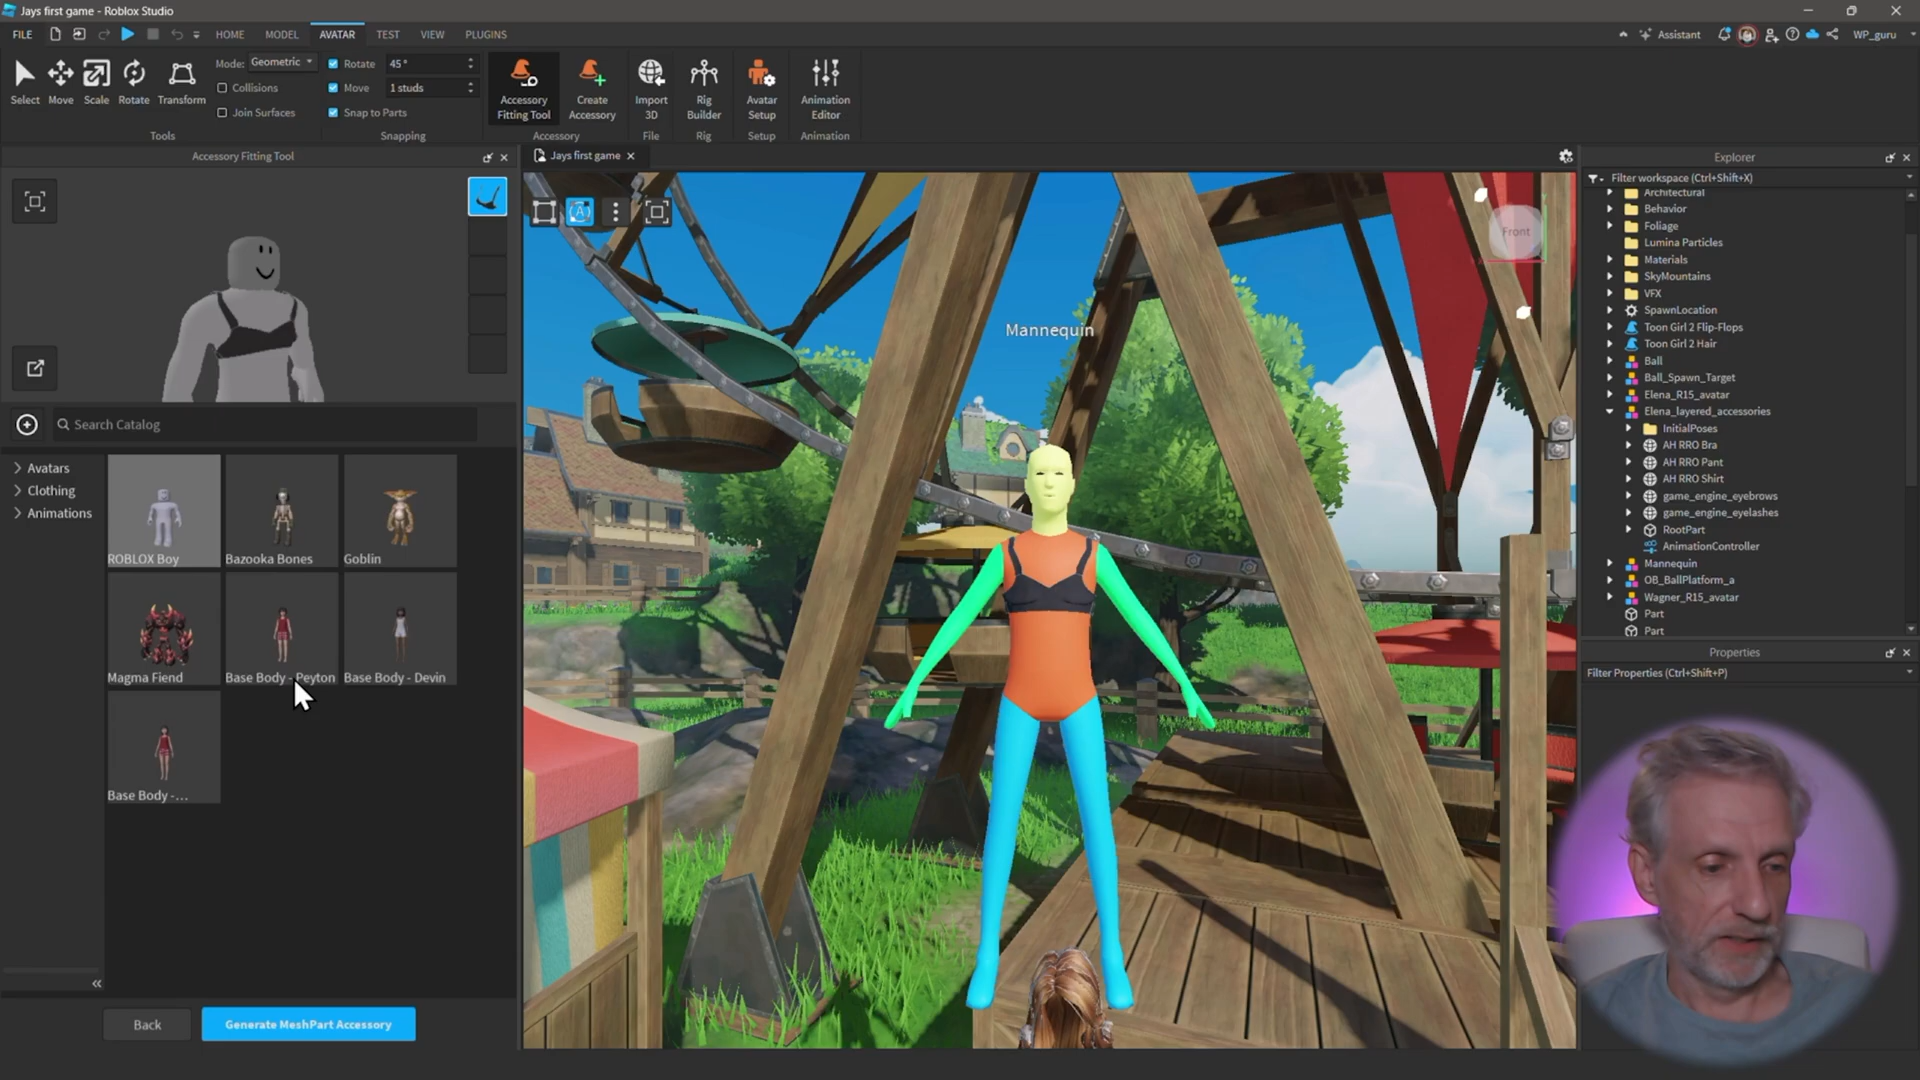 Jays first game - Roblox Studio
FILE
HOME
MODEL
AVATAR
TEST
VIEW
PLUGINS
Assistant
WP_guru
Select
Move
Scale
Rotate
Transform
Mode: Geometric
Collisions
Join Surfaces
Tools
Rotate 45 °
Move 1 studs
Snap to Parts
Snapping
Accessory Fitting Tool
Create Accessory
Accessory
Import 3D
File
Rig Builder
Rig
Avatar Setup
Setup
Animation Editor
Animation
Accessory Fitting Tool
Search Catalog
Avatars
Clothing
Animations
ROBLOX Boy
Bazooka Bones
Goblin
Magma Fiend
Base Body - Peyton
Base Body - Devin
Base Body -...
«
Back
Generate MeshPart Accessory
Jays first game
Front
Mannequin
Explorer
Filter workspace (Ctrl+Shift+X)
Architectural
Behavior
Foliage
Lumina Particles
Materials
SkyMountains
VFX
SpawnLocation
Toon Girl 2 Flip-Flops
Toon Girl 2 Hair
Ball
Ball_Spawn_Target
Elena_R15_avatar
Elena_layered_accessories
InitialPoses
AH RRO Bra
AH RRO Pant
AH RRO Shirt
game_engine_eyebrows
game_engine_eyelashes
RootPart
AnimationController
Mannequin
OB_BallPlatform_a
Wagner_R15_avatar
Part
Part
Properties
Filter Properties (Ctrl+Shift+P)